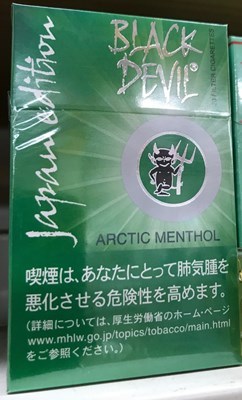 Japan edition
BLACK
DEVIL
FILTER CIGARETTES
ARCTIC MENTHOL
喫煙は、あなたにとって肺気腫を
悪化させる危険性を高めます。
(詳細については、厚生労働省のホーム・ページ
www.mhlw.go.jp/topics/tobacco/main.html
をご参照ください。)